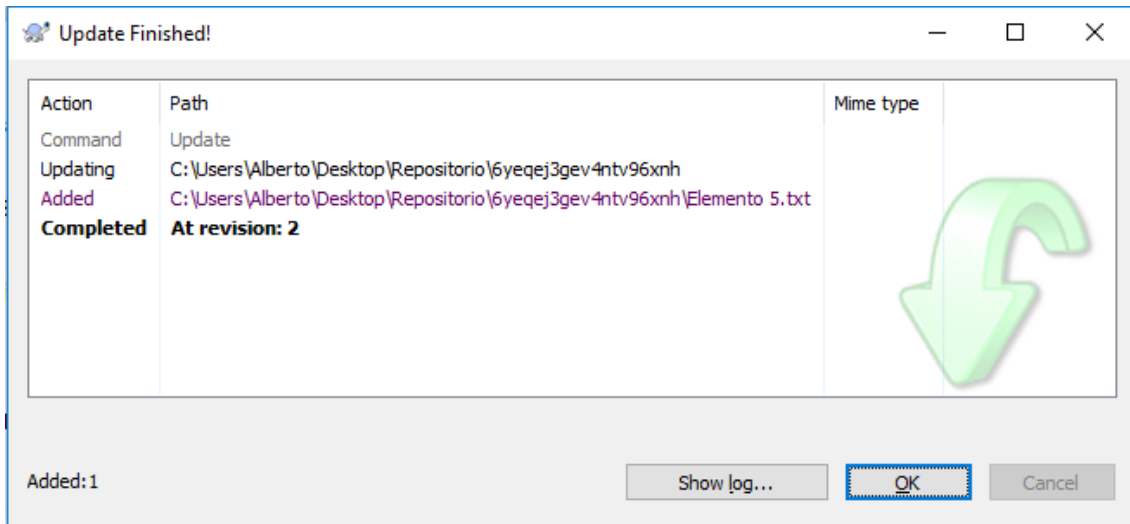 Update Finished!
Action Path Mime type
Command Update
Updating C:\Users\Alberto\Desktop\Repositorio\6yeqej3gev4ntv96xnh
Added C:\Users\Alberto\Desktop\Repositorio\6yeqej3gev4ntv96xnh\Elemento 5.txt
Completed At revision: 2
Added:1 Show log... OK Cancel